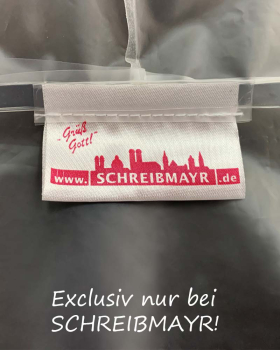 "Grüß
Gott!"
www. SCHREIBMAYR .de
Exclusiv nur bei
SCHREIBMAYR!